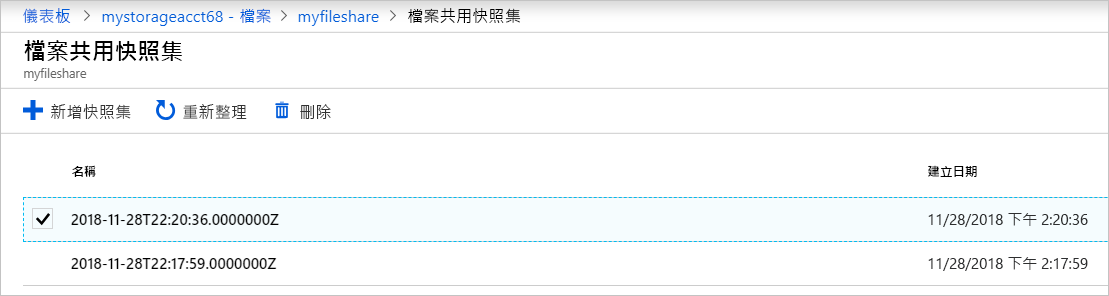 儀表板 > mystorageacct68 - 檔案 > myfileshare > 檔案共用快照集
檔案共用快照集
myfileshare
新增快照集 重新整理 刪除
名稱 建立日期
2018-11-28T22:20:36.0000000Z 11/28/2018 下午 2:20:36
2018-11-28T22:17:59.0000000Z 11/28/2018 下午 2:17:59